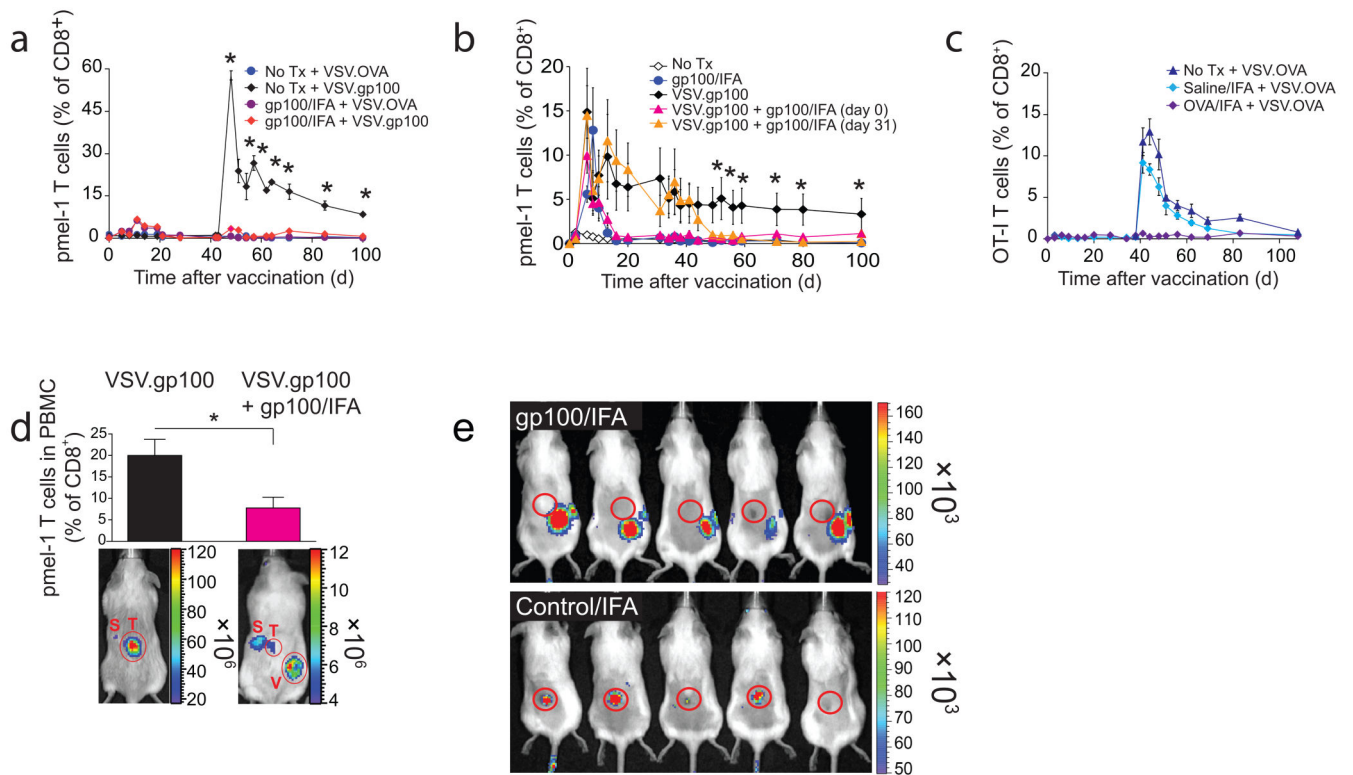 a
pmel-1 T cells (% of CD8⁺)
60
45
30
15
0
0 20 40 60 80 100
Time after vaccination (d)
No Tx + VSV.OVA
No Tx + VSV.gp100
gp100/IFA + VSV.OVA
gp100/IFA + VSV.gp100
* * * * * * *
b
pmel-1 T cells (% of CD8⁺)
20
15
10
5
0
0 20 40 60 80 100
Time after vaccination (d)
No Tx
gp100/IFA
VSV.gp100
VSV.gp100 + gp100/IFA (day 0)
VSV.gp100 + gp100/IFA (day 31)
* * * * * *
c
OT-I T cells (% of CD8⁺)
20
15
10
5
0
0 20 40 60 80 100
Time after vaccination (d)
No Tx + VSV.OVA
Saline/IFA + VSV.OVA
OVA/IFA + VSV.OVA
d
VSV.gp100
VSV.gp100
+ gp100/IFA
*
pmel-1 T cells in PBMC
(% of CD8⁺)
25
20
15
10
5
0
S T
120
100
80
60
40
20
×10⁶
S T
V
12
10
8
6
4
×10⁶
e
gp100/IFA
160
140
120
100
80
60
40
×10³
Control/IFA
120
110
100
90
80
70
60
50
×10³